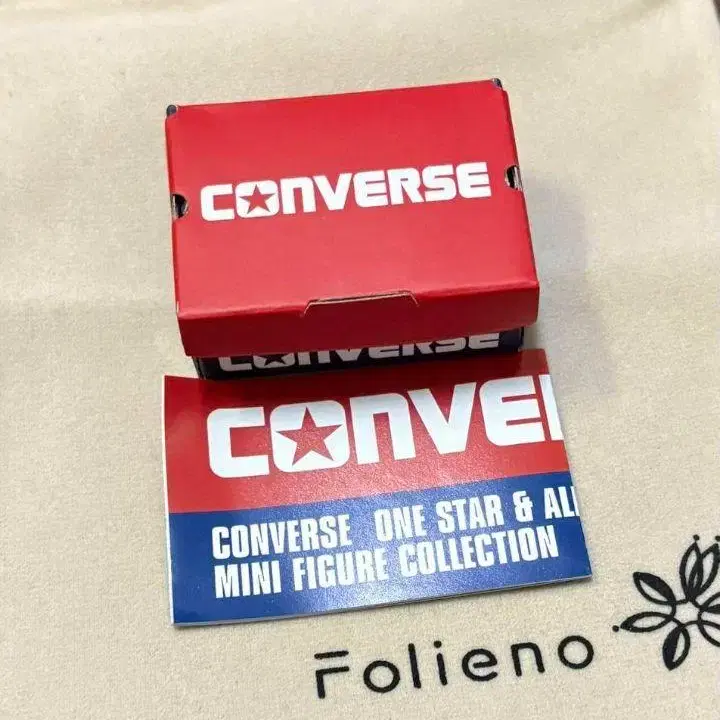 CONVERSE
CONVERSE
CONVE
CONVERSE ONE STAR & AL
MINI FIGURE COLLECTION
Folieno